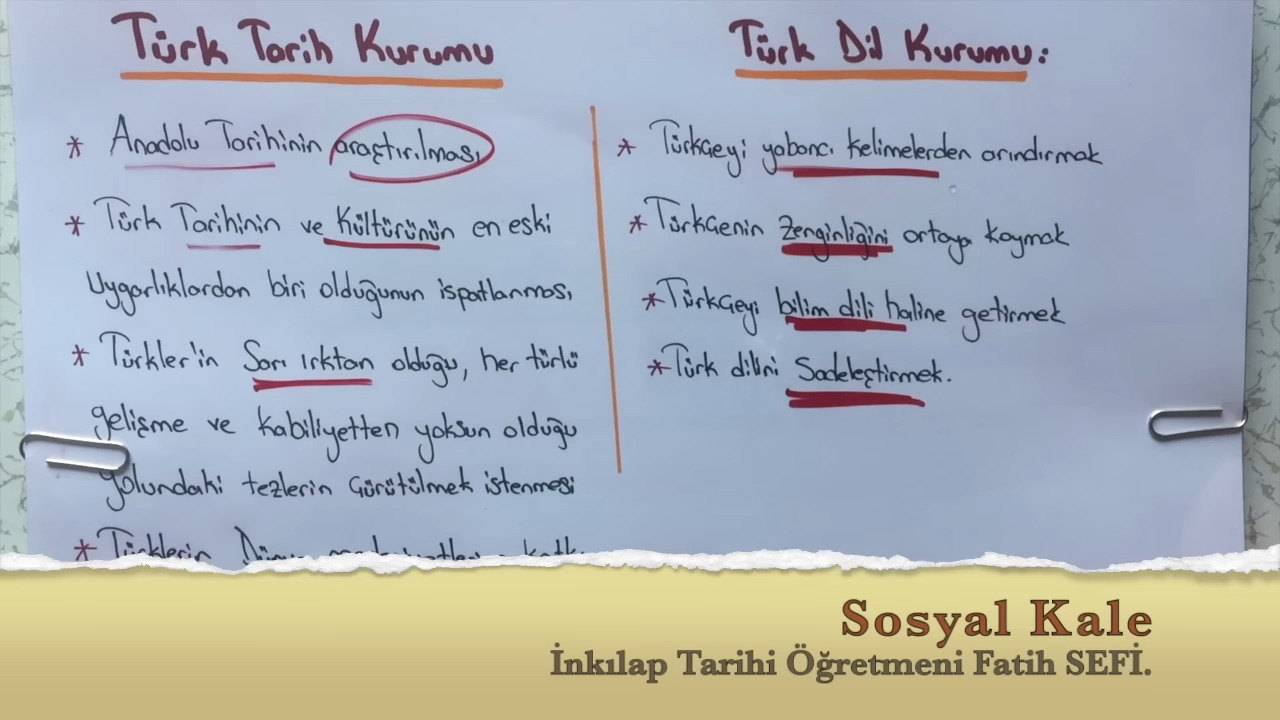 Türk Tarih Kurumu
* Anadolu Tarihinin araştırılması
* Türk Tarihinin ve Kültürünün en eski
Uygarlıklardan biri olduğunun ispatlanması
* Türkler'in Sarı ırktan olduğu, her türlü
gelişme ve kabiliyetten yoksun olduğu
yolundaki tezlerin çürütülmek istenmesi
* Türklerin
Türk Dil Kurumu:
* Türkçeyi yabancı kelimelerden arındırmak
* Türkçenin Zenginliğini ortaya koymak
* Türkçeyi bilim dili haline getirmek
* Türk dilini Sadeleştirmek.
Sosyal Kale
İnkılap Tarihi Öğretmeni Fatih SEFİ.